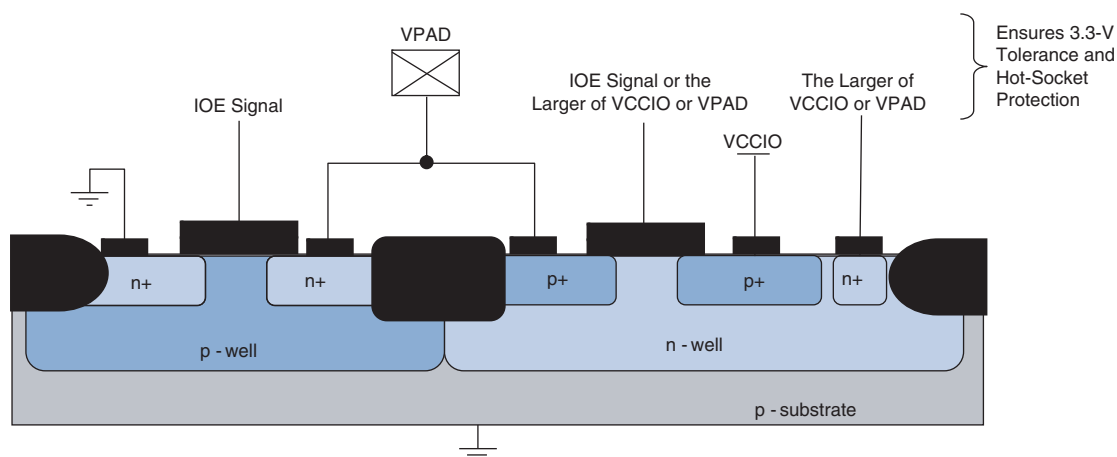 VPAD
IOE Signal
IOE Signal or the
Larger of VCCIO or VPAD
The Larger of
VCCIO or VPAD
Ensures 3.3-V
Tolerance and
Hot-Socket
Protection
VCCIO
n+
n+
p+
p+
n+
p - well
n - well
p - substrate